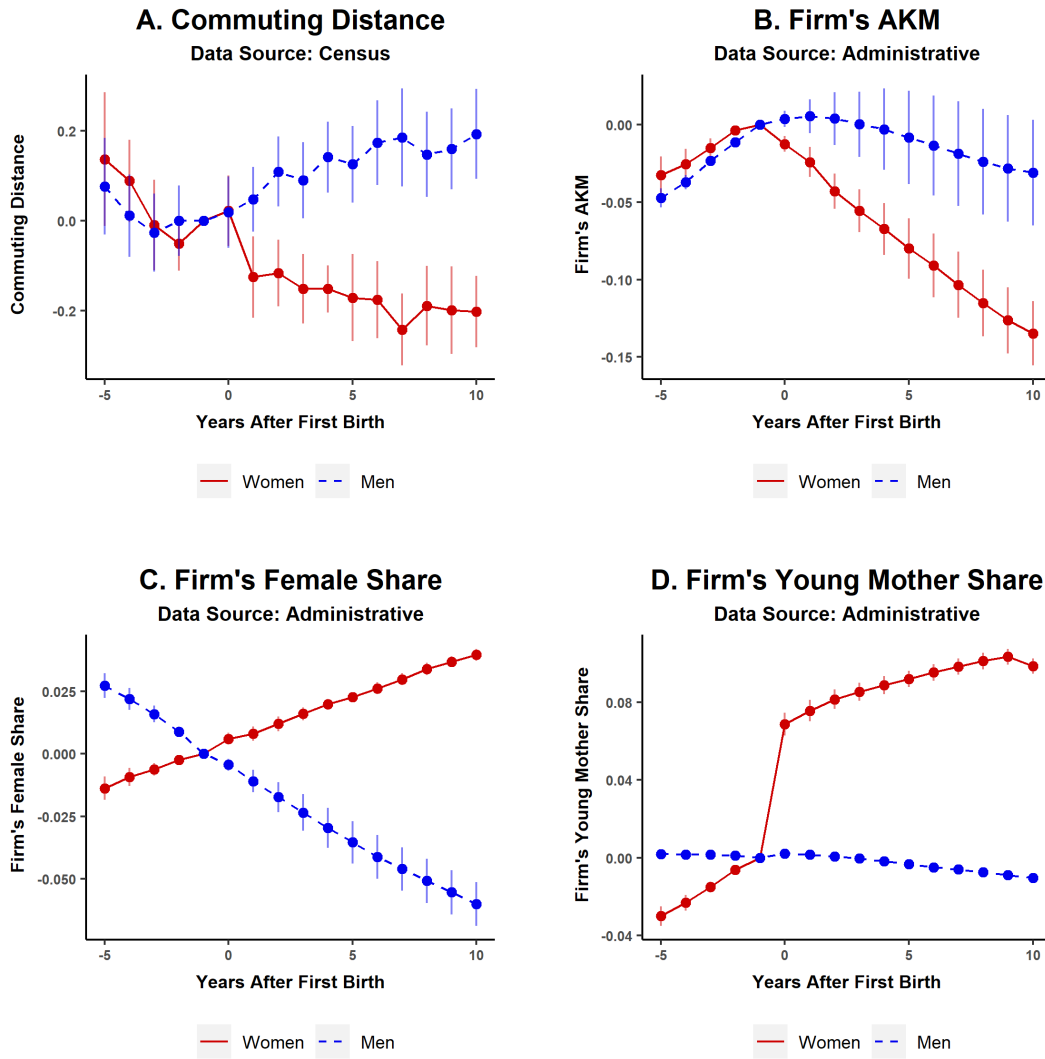 A. Commuting Distance
Data Source: Census
Commuting Distance
0.2
0.0
-0.2
-5
0
5
10
Years After First Birth
Women
Men
B. Firm's AKM
Data Source: Administrative
Firm's AKM
0.00
-0.05
-0.10
-0.15
-5
0
5
10
Years After First Birth
Women
Men
C. Firm's Female Share
Data Source: Administrative
Firm's Female Share
0.025
0.000
-0.025
-0.050
-5
0
5
10
Years After First Birth
Women
Men
D. Firm's Young Mother Share
Data Source: Administrative
Firm's Young Mother Share
0.08
0.04
0.00
-0.04
-5
0
5
10
Years After First Birth
Women
Men